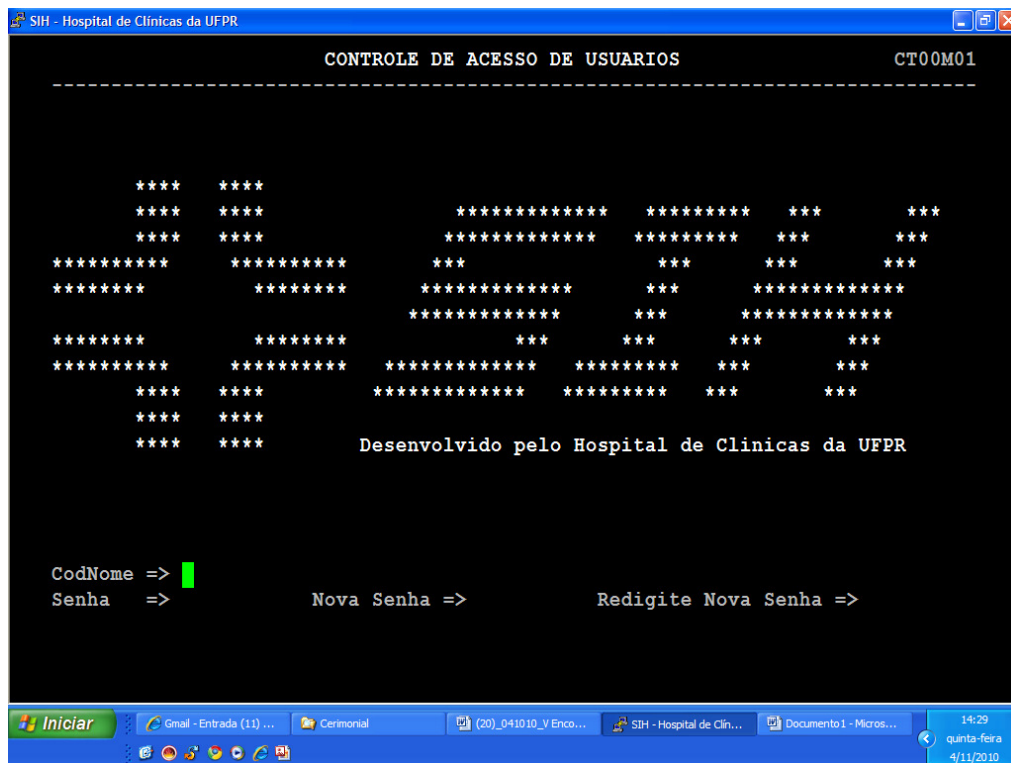 SIH - Hospital de Clínicas da UFPR
CONTROLE DE ACESSO DE USUARIOS CT00M01
Desenvolvido pelo Hospital de Clinicas da UFPR
CodNome =>
Senha => Nova Senha => Redigite Nova Senha =>
Iniciar Gmail - Entrada (11) ... Cerimonial (20)_041010_V Enco... SIH - Hospital de Clín... Documento1 - Micros... 14:29
quinta-feira
4/11/2010